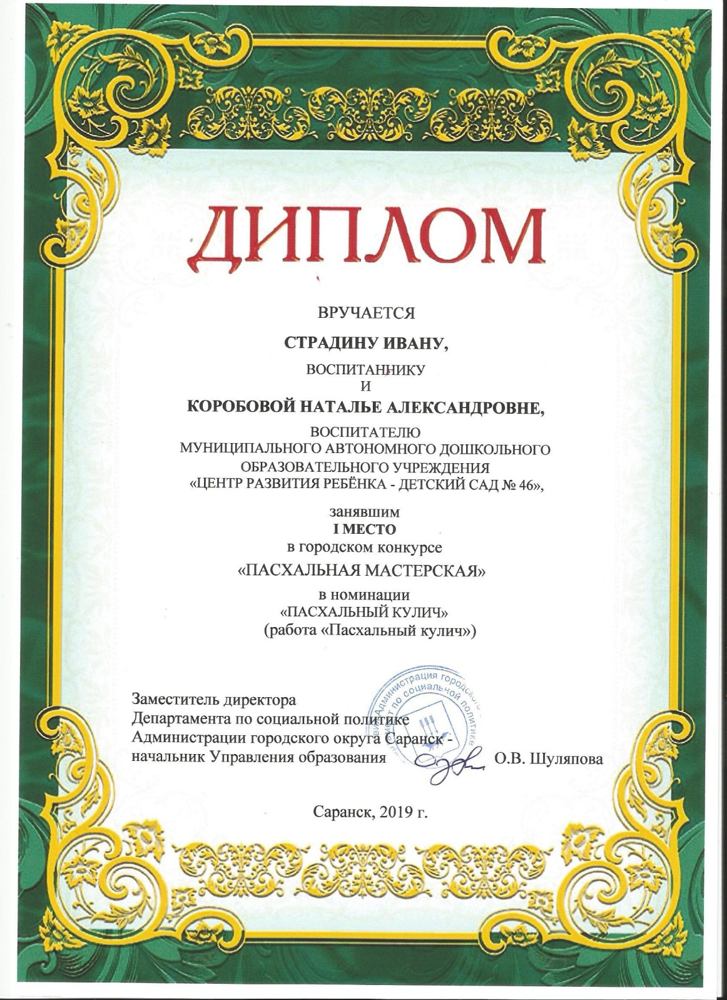 ДИПЛОМ
ВРУЧАЕТСЯ
СТРАДИНУ ИВАНУ,
ВОСПИТАННИКУ
И
КОРОБОВОЙ НАТАЛЬЕ АЛЕКСАНДРОВНЕ,
ВОСПИТАТЕЛЮ
МУНИЦИПАЛЬНОГО АВТОНОМНОГО ДОШКОЛЬНОГО
ОБРАЗОВАТЕЛЬНОГО УЧРЕЖДЕНИЯ
«ЦЕНТР РАЗВИТИЯ РЕБЁНКА - ДЕТСКИЙ САД № 46»,
занявшим
I МЕСТО
в городском конкурсе
«ПАСХАЛЬНАЯ МАСТЕРСКАЯ»
в номинации
«ПАСХАЛЬНЫЙ КУЛИЧ»
(работа «Пасхальный кулич»)
Администрация городского
по социальной политике
Заместитель директора
Департамента по социальной политике
Администрации городского округа Саранск -
начальник Управления образования О.В. Шуляпова
Саранск, 2019 г.